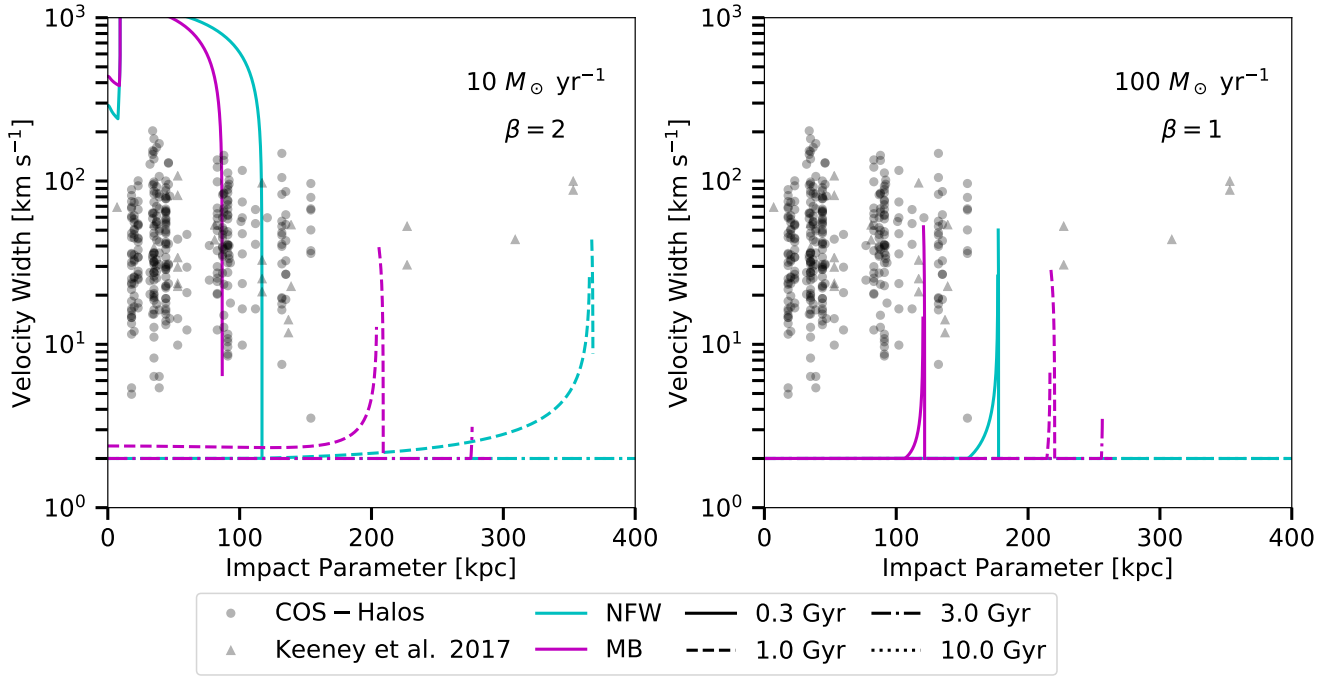 10³
10²
10¹
10⁰
Velocity Width [km s⁻¹]
10 M⊙ yr⁻¹
β = 2
0 100 200 300 400
Impact Parameter [kpc]
10³
10²
10¹
10⁰
Velocity Width [km s⁻¹]
100 M⊙ yr⁻¹
β = 1
0 100 200 300 400
Impact Parameter [kpc]
COS − Halos NFW 0.3 Gyr 3.0 Gyr
Keeney et al. 2017 MB 1.0 Gyr 10.0 Gyr